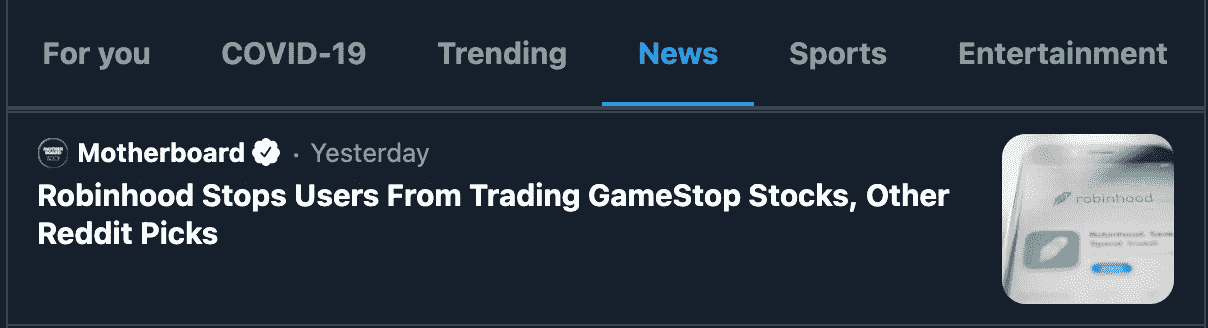 For you COVID-19 Trending News Sports Entertainment
Motherboard · Yesterday
Robinhood Stops Users From Trading GameStop Stocks, Other
Reddit Picks
robinhood